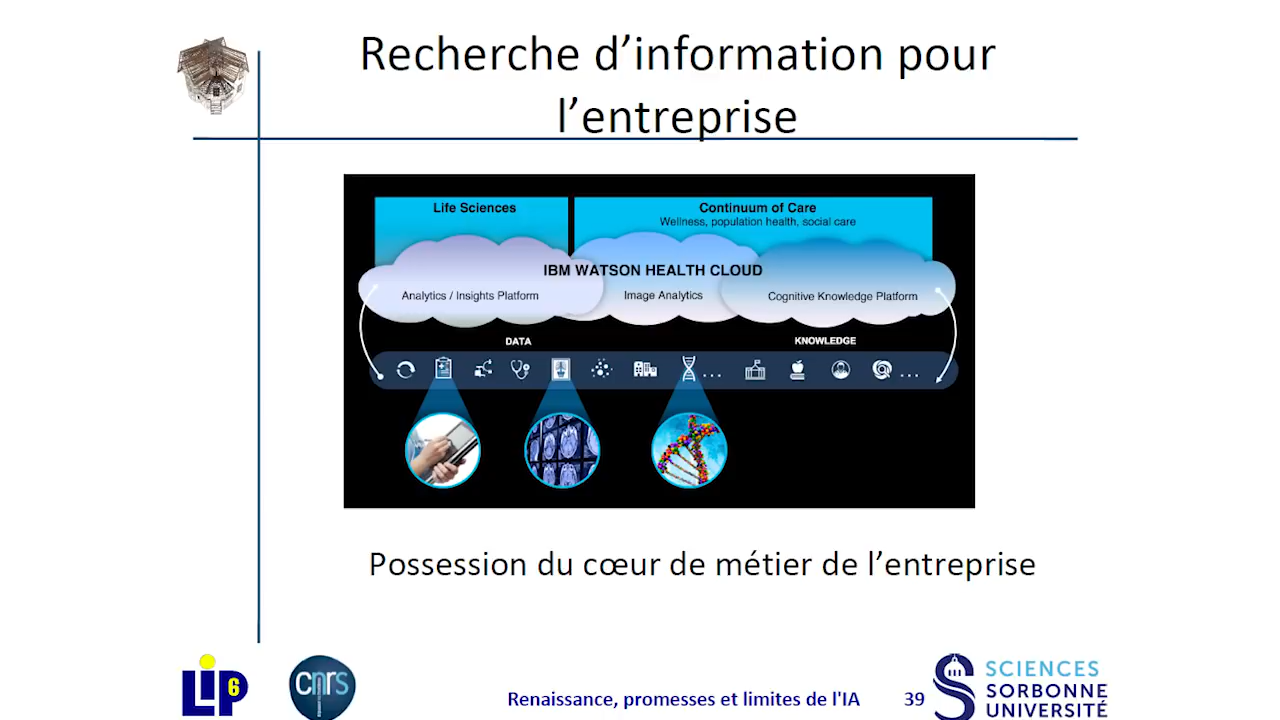 Recherche d’information pour
l’entreprise
Life Sciences
Continuum of Care
Wellness, population health, social care
IBM WATSON HEALTH CLOUD
Analytics / Insights Platform
Image Analytics
Cognitive Knowledge Platform
DATA
KNOWLEDGE
...
...
Possession du cœur de métier de l’entreprise
LIP6
cnrs
Renaissance, promesses et limites de l'IA
39
SCIENCES
SORBONNE
UNIVERSITÉ